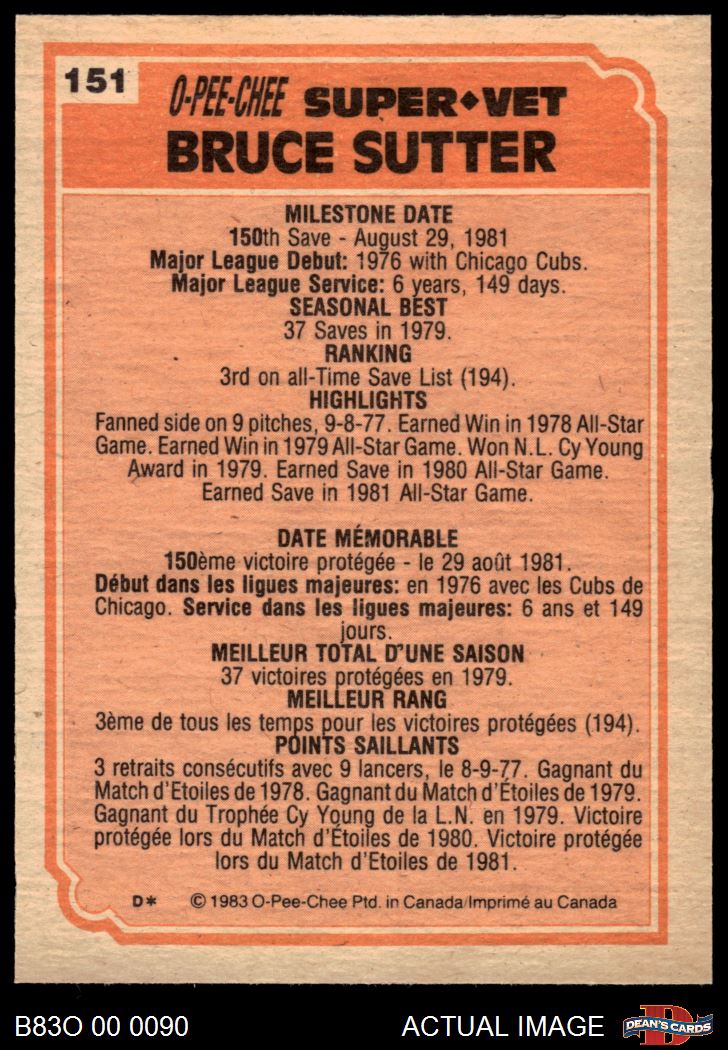 151
O-PEE-CHEE SUPER◆VET
BRUCE SUTTER
MILESTONE DATE
150th Save - August 29, 1981
Major League Debut: 1976 with Chicago Cubs.
Major League Service: 6 years, 149 days.
SEASONAL BEST
37 Saves in 1979.
RANKING
3rd on all-Time Save List (194).
HIGHLIGHTS
Fanned side on 9 pitches, 9-8-77. Earned Win in 1978 All-Star
Game. Earned Win in 1979 All-Star Game. Won N.L. Cy Young
Award in 1979. Earned Save in 1980 All-Star Game.
Earned Save in 1981 All-Star Game.
DATE MÉMORABLE
150ème victoire protégée - le 29 août 1981.
Début dans les ligues majeures: en 1976 avec les Cubs de
Chicago. Service dans les ligues majeures: 6 ans et 149
jours.
MEILLEUR TOTAL D'UNE SAISON
37 victoires protégées en 1979.
MEILLEUR RANG
3ème de tous les temps pour les victoires protégées (194).
POINTS SAILLANTS
3 retraits consécutifs avec 9 lancers, le 8-9-77. Gagnant du
Match d'Etoiles de 1978. Gagnant du Match d'Étoiles de 1979.
Gagnant du Trophée Cy Young de la L.N. en 1979. Victoire
protégée lors du Match d'Étoiles de 1980. Victoire protégée
lors du Match d'Etoiles de 1981.
D* © 1983 O-Pee-Chee Ptd. in Canada/Imprimé au Canada
B83O 00 0090
ACTUAL IMAGE
D
DEAN'S CARDS